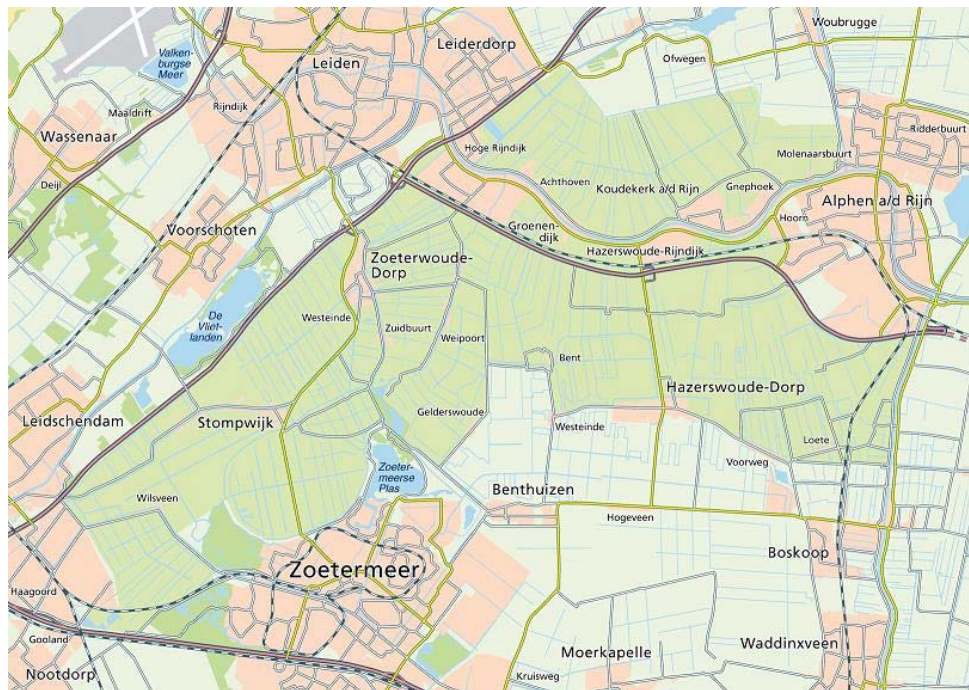 Woubrugge
Leiderdorp
Valken-
burgse
Meer
Leiden
Ofwegen
Maaldrift
Rijndijk
Wassenaar
Ridderbuurt
Hoge Rijndijk
Molenaarsbuurt
Deijl
Achthoven
Koudekerk a/d Rijn
Gnephoek
Alphen a/d Rijn
Voorschoten
Groenen-
dijk
Hoorn
Hazerswoude-Rijndijk
Zoeterwoude-
Dorp
De
Vliet-
landen
Westeinde
Zuidbuurt
Weipoort
Bent
Hazerswoude-Dorp
Leidschendam
Stompwijk
Gelderswoude
Westeinde
Loete
Voorweg
Zoeter-
meerse
Plas
Wilsveen
Benthuizen
Hogeveen
Boskoop
Zoetermeer
Haagoord
Gooland
Nootdorp
Moerkapelle
Waddinxveen
Kruisweg